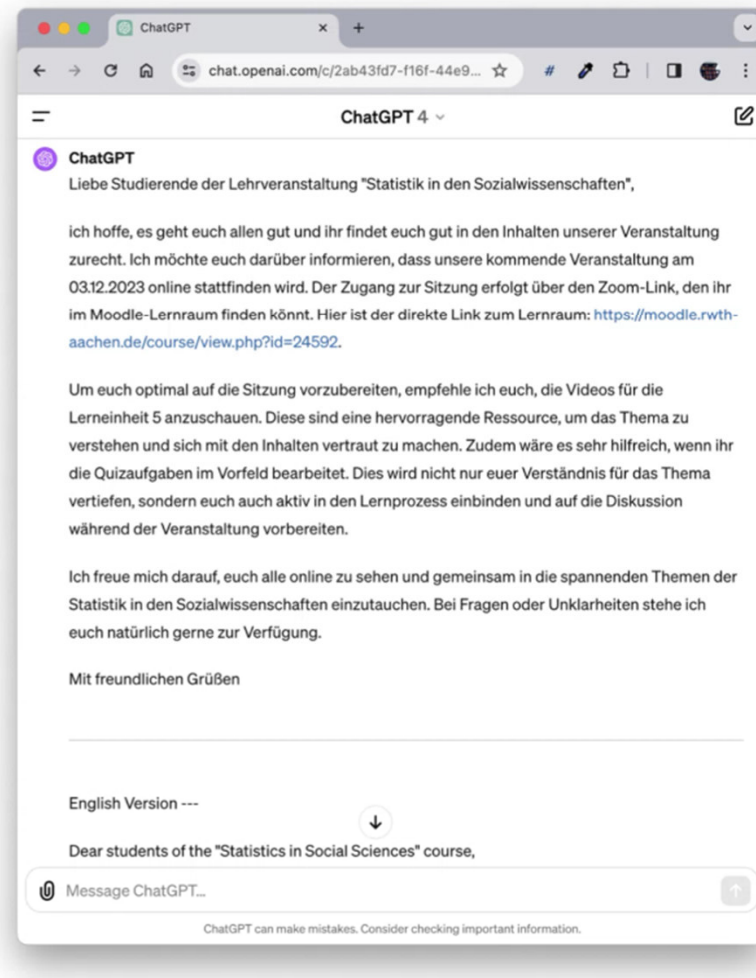 ChatGPT
chat.openai.com/c/2ab43fd7-f16f-44e9...
ChatGPT 4
ChatGPT
Liebe Studierende der Lehrveranstaltung "Statistik in den Sozialwissenschaften",
ich hoffe, es geht euch allen gut und ihr findet euch gut in den Inhalten unserer Veranstaltung
zurecht. Ich möchte euch darüber informieren, dass unsere kommende Veranstaltung am
03.12.2023 online stattfinden wird. Der Zugang zur Sitzung erfolgt über den Zoom-Link, den ihr
im Moodle-Lernraum finden könnt. Hier ist der direkte Link zum Lernraum: https://moodle.rwth-
aachen.de/course/view.php?id=24592.
Um euch optimal auf die Sitzung vorzubereiten, empfehle ich euch, die Videos für die
Lerneinheit 5 anzuschauen. Diese sind eine hervorragende Ressource, um das Thema zu
verstehen und sich mit den Inhalten vertraut zu machen. Zudem wäre es sehr hilfreich, wenn ihr
die Quizaufgaben im Vorfeld bearbeitet. Dies wird nicht nur euer Verständnis für das Thema
vertiefen, sondern euch auch aktiv in den Lernprozess einbinden und auf die Diskussion
während der Veranstaltung vorbereiten.
Ich freue mich darauf, euch alle online zu sehen und gemeinsam in die spannenden Themen der
Statistik in den Sozialwissenschaften einzutauchen. Bei Fragen oder Unklarheiten stehe ich
euch natürlich gerne zur Verfügung.
Mit freundlichen Grüßen
English Version ---
Dear students of the "Statistics in Social Sciences" course,
Message ChatGPT...
ChatGPT can make mistakes. Consider checking important information.